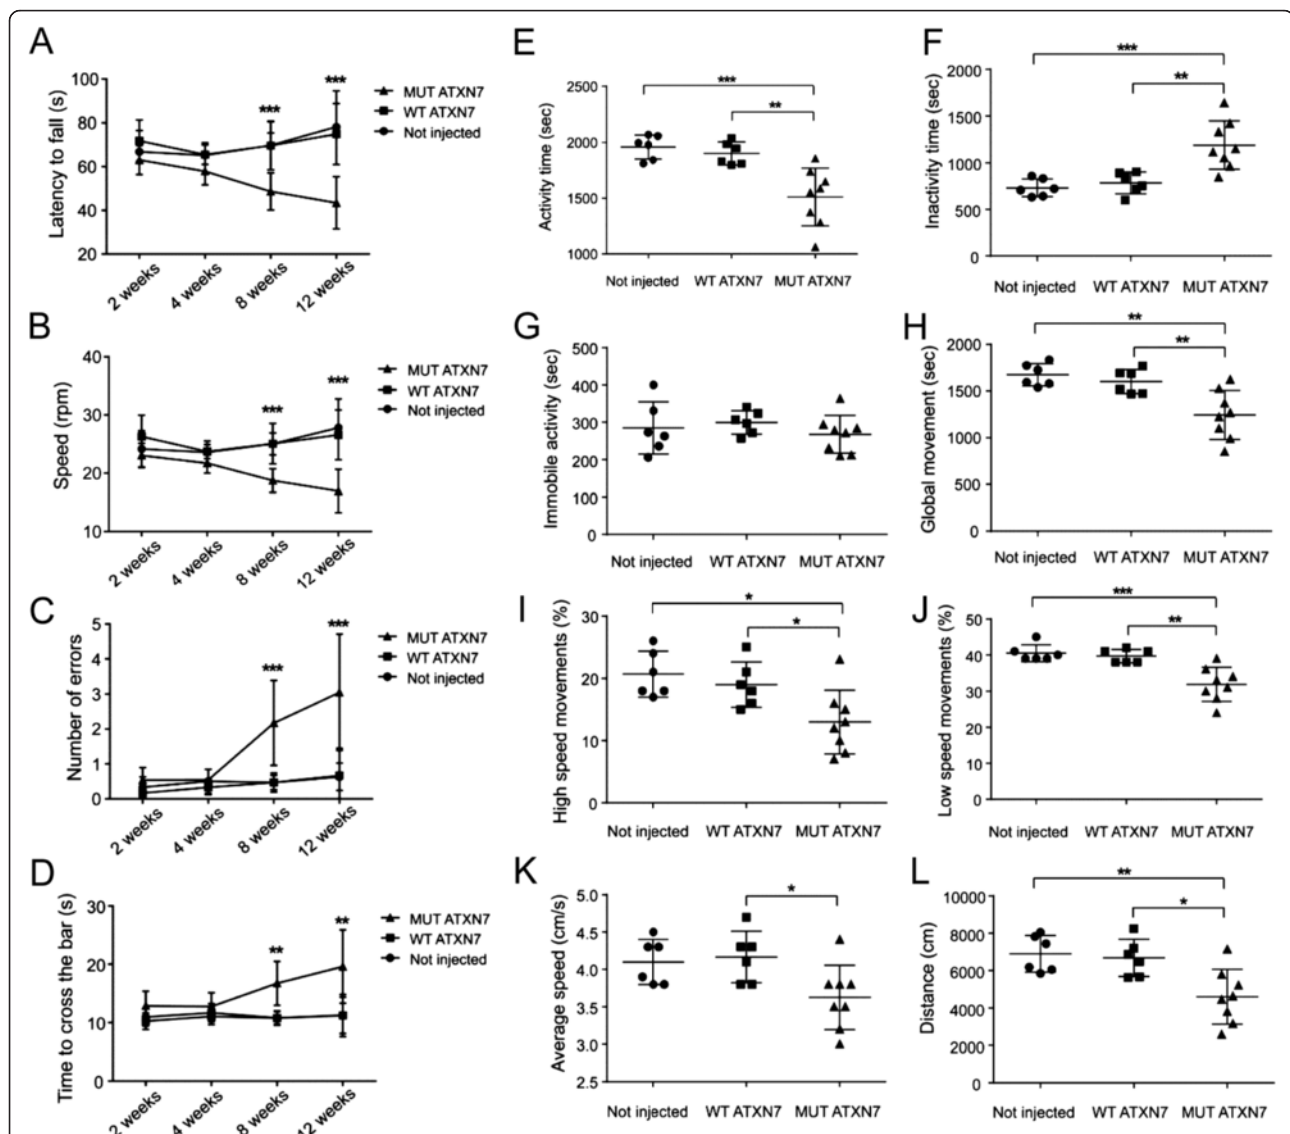 A
Latency to fall (s)
100
80
60
40
20
***
***
MUT ATXN7
WT ATXN7
Not injected
2 weeks
4 weeks
8 weeks
12 weeks
B
Speed (rpm)
40
30
20
10
***
***
MUT ATXN7
WT ATXN7
Not injected
2 weeks
4 weeks
8 weeks
12 weeks
C
Number of errors
5
4
3
2
1
0
***
***
MUT ATXN7
WT ATXN7
Not injected
2 weeks
4 weeks
8 weeks
12 weeks
D
Time to cross the bar (s)
30
20
10
0
**
**
MUT ATXN7
WT ATXN7
Not injected
2 weeks
4 weeks
8 weeks
12 weeks
E
Activity time (sec)
2500
2000
1500
1000
***
**
Not injected
WT ATXN7
MUT ATXN7
F
Inactivity time (sec)
2000
1500
1000
500
0
***
**
Not injected
WT ATXN7
MUT ATXN7
G
Immobile activity (sec)
500
400
300
200
100
0
Not injected
WT ATXN7
MUT ATXN7
H
Global movement (sec)
2000
1500
1000
500
0
**
**
Not injected
WT ATXN7
MUT ATXN7
I
High speed movements (%)
30
20
10
0
*
*
Not injected
WT ATXN7
MUT ATXN7
J
Low speed movements (%)
50
40
30
20
10
0
***
**
Not injected
WT ATXN7
MUT ATXN7
K
Average speed (cm/s)
5.0
4.5
4.0
3.5
3.0
2.5
*
Not injected
WT ATXN7
MUT ATXN7
L
Distance (cm)
10000
8000
6000
4000
2000
0
**
*
Not injected
WT ATXN7
MUT ATXN7